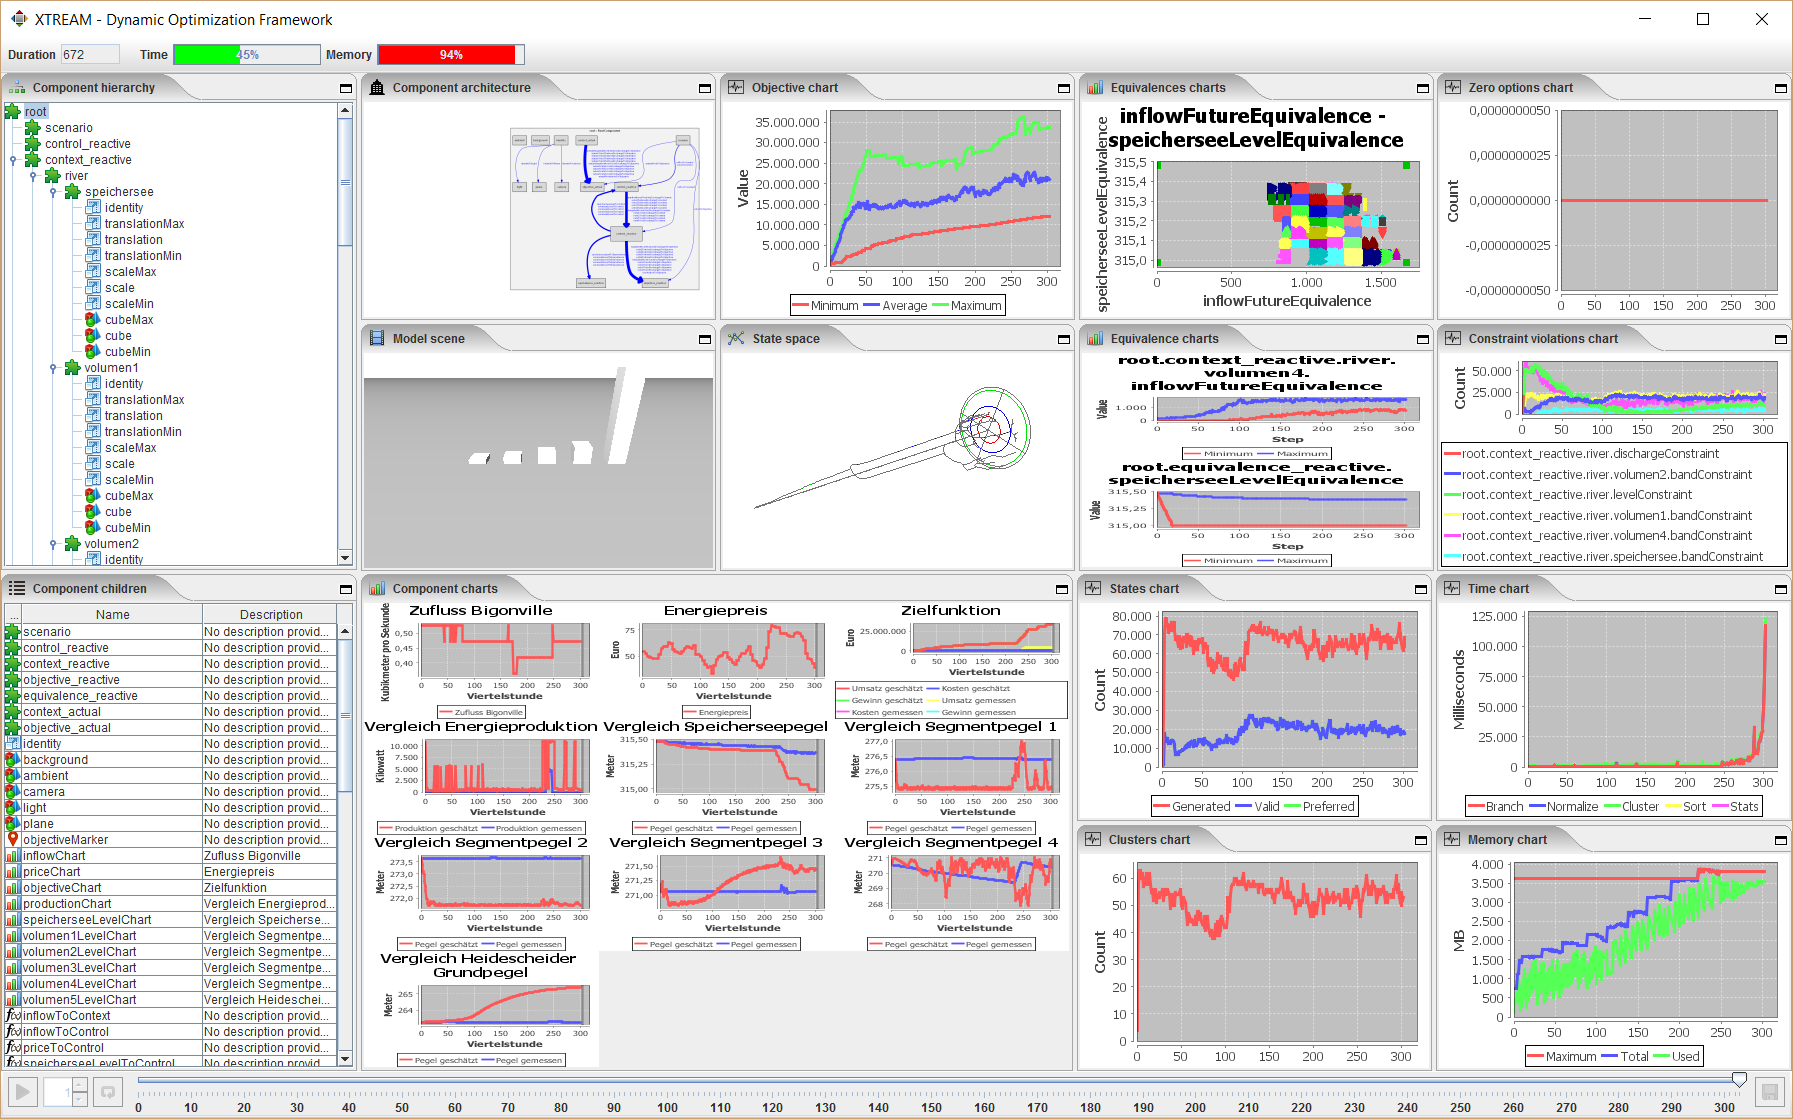 XTREAM - Dynamic Optimization Framework
Duration 672 Time 45% Memory 94%
Component hierarchy
root
scenario
control_reactive
context_reactive
river
speichersee
identity
translationMax
translation
translationMin
scaleMax
scale
scaleMin
cubeMax
cube
cubeMin
volumen1
identity
translationMax
translation
translationMin
scaleMax
scale
scaleMin
cubeMax
cube
cubeMin
volumen2
identity
Component architecture
Objective chart
Value
35.000.000
30.000.000
25.000.000
20.000.000
15.000.000
10.000.000
5.000.000
0
0 50 100 150 200 250 300
Minimum Average Maximum
Equivalences charts
inflowFutureEquivalence -
speicherseeLevelEquivalence
speicherseeLevelEquivalence
315,5
315,4
315,3
315,2
315,1
315,0
0 500 1.000 1.500
inflowFutureEquivalence
Zero options chart
Count
0,0000000050
0,0000000025
0,0000000000
-0,0000000025
-0,0000000050
0 50 100 150 200 250 300
Model scene
State space
Equivalence charts
root.context_reactive.river.
volumen4.
inflowFutureEquivalence
Value
1.000
0
0 50 100 150 200 250 300
Step
Minimum Maximum
root.equivalence_reactive.
speicherseeLevelEquivalence
Value
315,50
315,25
315,00
0 50 100 150 200 250 300
Step
Minimum Maximum
Constraint violations chart
Count
50.000
25.000
0
0 50 100 150 200 250 300
root.context_reactive.river.dischargeConstraint
root.context_reactive.river.volumen2.bandConstraint
root.context_reactive.river.levelConstraint
root.context_reactive.river.volumen1.bandConstraint
root.context_reactive.river.volumen4.bandConstraint
root.context_reactive.river.speichersee.bandConstraint
Component children
... Name Description
scenario No description provid...
control_reactive No description provid...
context_reactive No description provid...
objective_reactive No description provid...
equivalence_reactive No description provid...
context_actual No description provid...
objective_actual No description provid...
identity No description provid...
background No description provid...
ambient No description provid...
camera No description provid...
light No description provid...
plane No description provid...
objectiveMarker No description provid...
inflowChart Zufluss Bigonville
priceChart Energiepreis
objectiveChart Zielfunktion
productionChart Vergleich Energieprod...
speicherseeLevelChart Vergleich Speicherse...
volumen1LevelChart Vergleich Segmentpe...
volumen2LevelChart Vergleich Segmentpe...
volumen3LevelChart Vergleich Segmentpe...
volumen4LevelChart Vergleich Segmentpe...
volumen5LevelChart Vergleich Heideschei...
f(x) inflowToContext No description provid...
f(x) inflowToControl No description provid...
f(x) priceToControl No description provid...
f(x) speicherseeLevelToControl No description provid...
Component charts
Zufluss Bigonville
Kubikmeter pro Sekunde
0,50
0,45
0,40
0 50 100 150 200 250 300
Viertelstunde
Zufluss Bigonville
Energiepreis
Euro
75
50
0 50 100 150 200 250 300
Viertelstunde
Energiepreis
Zielfunktion
Euro
25.000.000
0
0 50 100 150 200 250 300
Viertelstunde
Umsatz geschätzt Kosten geschätzt
Gewinn geschätzt Umsatz gemessen
Kosten gemessen Gewinn gemessen
Vergleich Energieproduktion
Kilowatt
10.000
7.500
5.000
2.500
0
0 50 100 150 200 250 300
Viertelstunde
Produktion geschätzt Produktion gemessen
Vergleich Speicherseepegel
Meter
315,50
315,25
315,00
0 50 100 150 200 250 300
Viertelstunde
Pegel geschätzt Pegel gemessen
Vergleich Segmentpegel 1
Meter
277,0
276,5
276,0
275,5
0 50 100 150 200 250 300
Viertelstunde
Pegel geschätzt Pegel gemessen
Vergleich Segmentpegel 2
Meter
273,5
273,0
272,5
272,0
0 50 100 150 200 250 300
Viertelstunde
Pegel geschätzt Pegel gemessen
Vergleich Segmentpegel 3
Meter
271,50
271,25
271,00
0 50 100 150 200 250 300
Viertelstunde
Pegel geschätzt Pegel gemessen
Vergleich Segmentpegel 4
Meter
271
270
269
268
0 50 100 150 200 250 300
Viertelstunde
Pegel geschätzt Pegel gemessen
Vergleich Heidescheider
Grundpegel
Meter
265
264
0 50 100 150 200 250 300
Viertelstunde
Pegel geschätzt Pegel gemessen
States chart
Count
80.000
70.000
60.000
50.000
40.000
30.000
20.000
10.000
0
0 50 100 150 200 250 300
Generated Valid Preferred
Time chart
Milliseconds
125.000
100.000
75.000
50.000
25.000
0
0 50 100 150 200 250 300
Branch Normalize Cluster Sort Stats
Clusters chart
Count
60
50
40
30
20
10
0
0 50 100 150 200 250 300
Memory chart
MB
4.000
3.500
3.000
2.500
2.000
1.500
1.000
500
0
0 50 100 150 200 250 300
Maximum Total Used
1
0 10 20 30 40 50 60 70 80 90 100 110 120 130 140 150 160 170 180 190 200 210 220 230 240 250 260 270 280 290 300